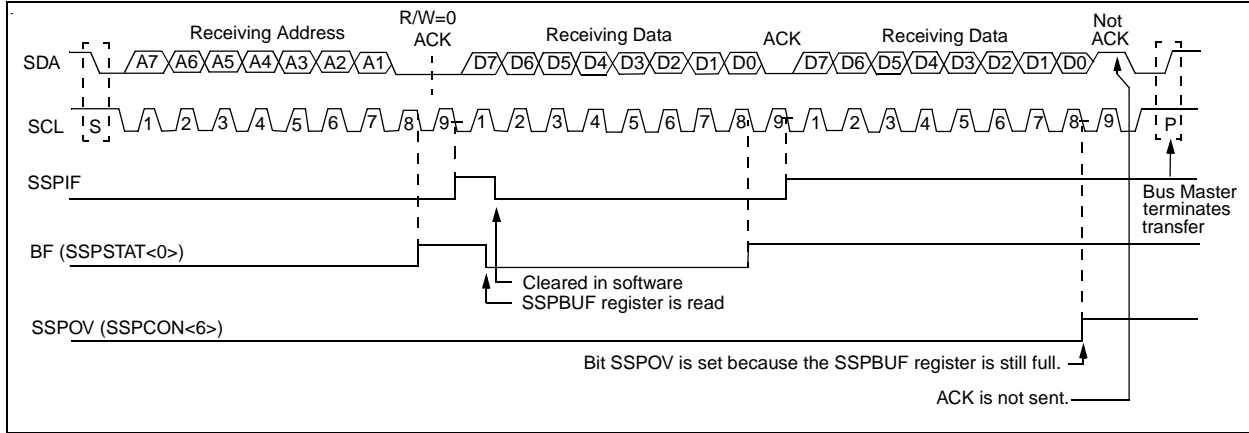 R/W=0
Receiving Address ACK Receiving Data ACK Receiving Data Not ACK
SDA A7 A6 A5 A4 A3 A2 A1 D7 D6 D5 D4 D3 D2 D1 D0 D7 D6 D5 D4 D3 D2 D1 D0
SCL S 1 2 3 4 5 6 7 8 9 1 2 3 4 5 6 7 8 9 1 2 3 4 5 6 7 8 9 P
SSPIF
Bus Master
terminates
transfer
BF (SSPSTAT<0>)
Cleared in software
SSPBUF register is read
SSPOV (SSPCON<6>)
Bit SSPOV is set because the SSPBUF register is still full.
ACK is not sent.